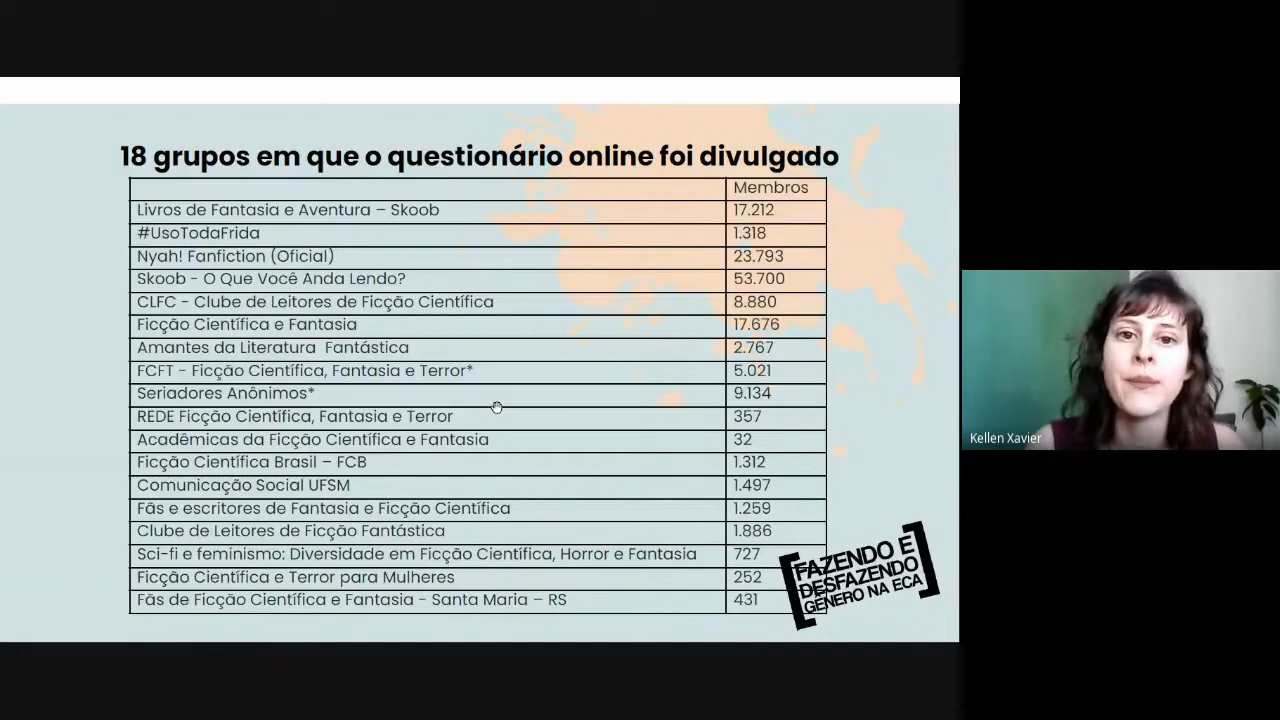 18 grupos em que o questionário online foi divulgado
Membros
Livros de Fantasia e Aventura – Skoob 17.212
#UsoTodaFrida 1.318
Nyah! Fanfiction (Oficial) 23.793
Skoob - O Que Você Anda Lendo? 53.700
CLFC - Clube de Leitores de Ficção Científica 8.880
Ficção Científica e Fantasia 17.676
Amantes da Literatura Fantástica 2.767
FCFT - Ficção Científica, Fantasia e Terror* 5.021
Seriadores Anônimos* 9.134
REDE Ficção Científica, Fantasia e Terror 357
Acadêmicas da Ficção Científica e Fantasia 32
Ficção Científica Brasil – FCB 1.312
Comunicação Social UFSM 1.497
Fãs e escritores de Fantasia e Ficção Científica 1.259
Clube de Leitores de Ficção Fantástica 1.886
Sci-fi e feminismo: Diversidade em Ficção Científica, Horror e Fantasia 727
Ficção Científica e Terror para Mulheres 252
Fãs de Ficção Científica e Fantasia - Santa Maria – RS 431
[FAZENDO E
DESFAZENDO
GÊNERO NA ECA]
Kellen Xavier